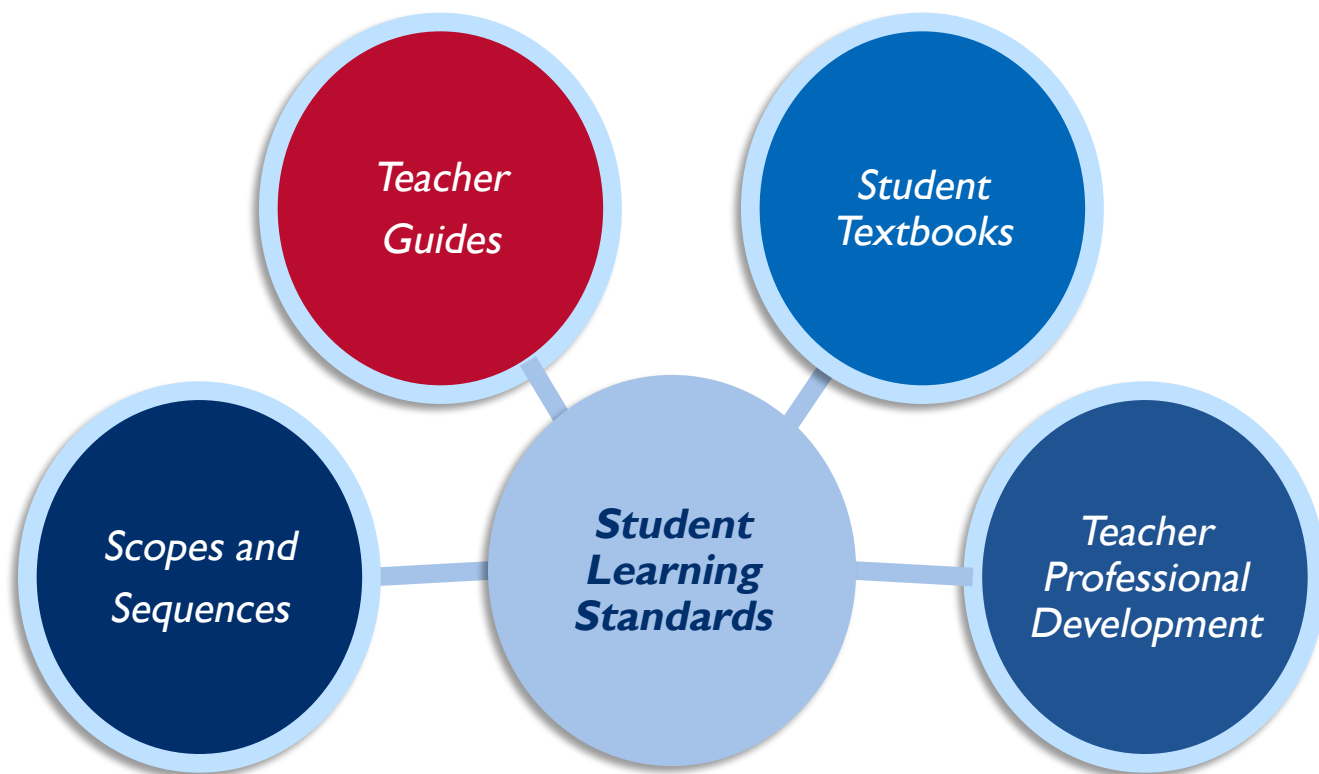 Teacher
Guides
Student
Textbooks
Scopes and
Sequences
Student
Learning
Standards
Teacher
Professional
Development